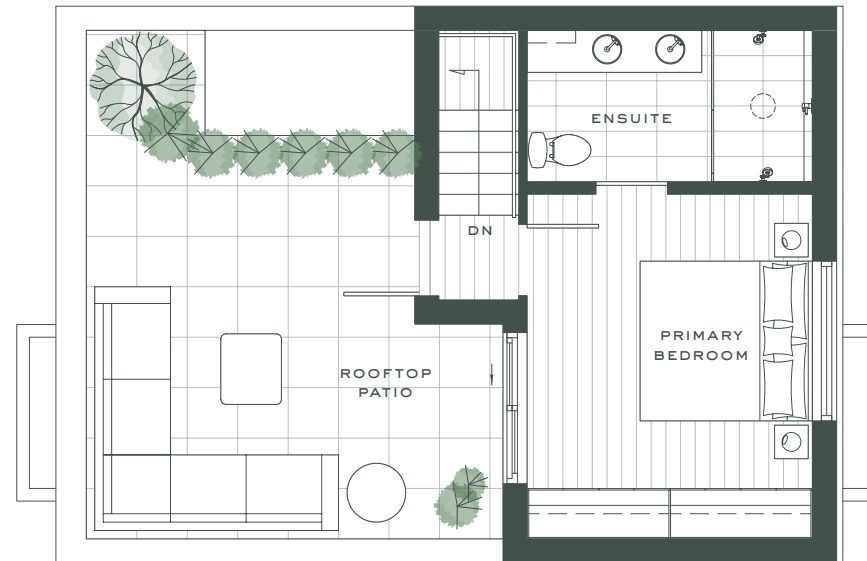 ENSUITE
DN
PRIMARY
BEDROOM
ROOFTOP
PATIO